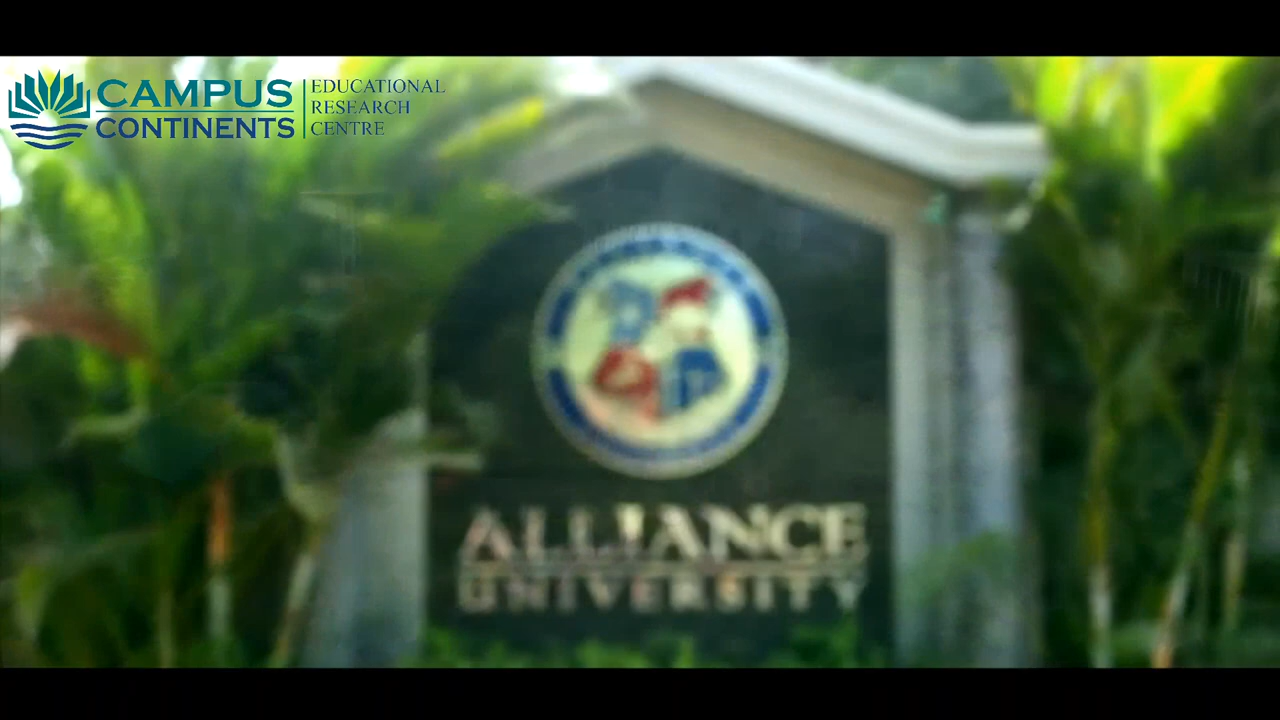 CAMPUS
CONTINENTS
EDUCATIONAL
RESEARCH
CENTRE
ALLIANCE
UNIVERSITY